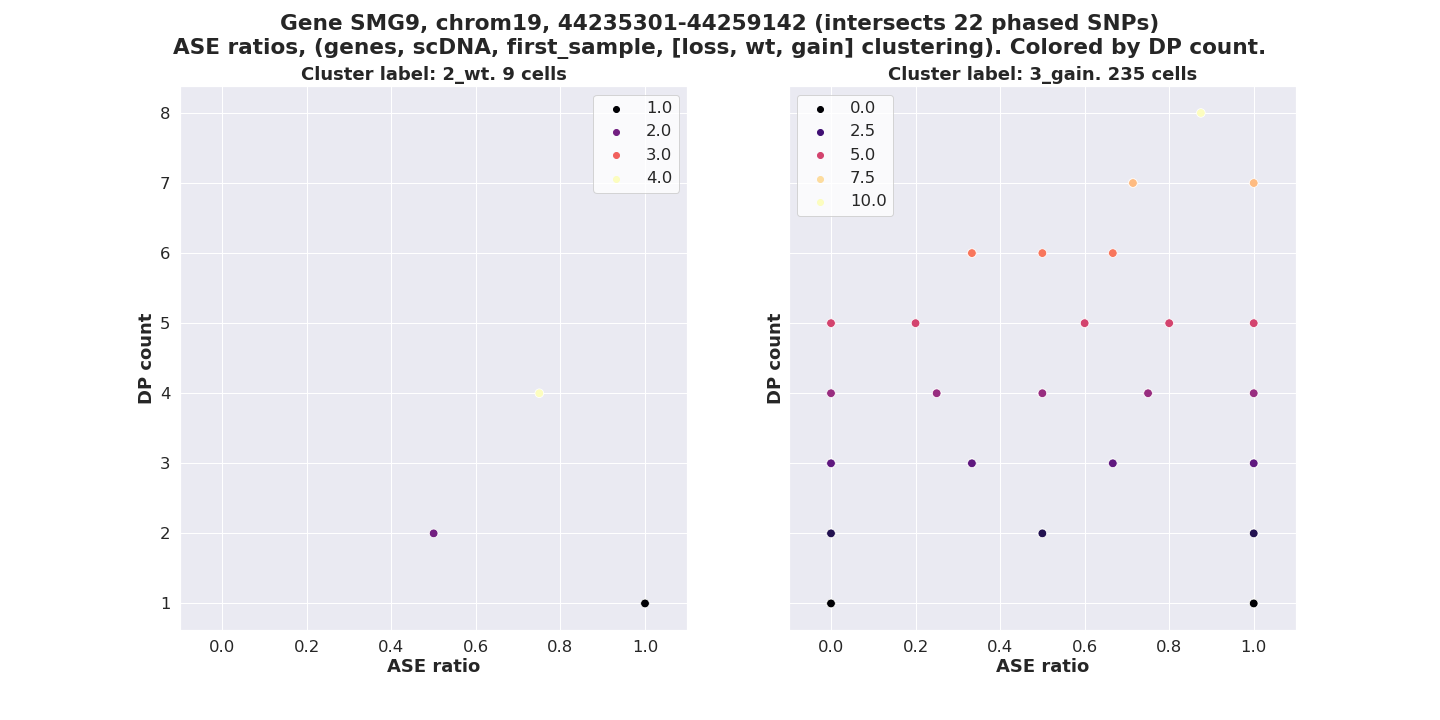 Gene SMG9, chrom19, 44235301-44259142 (intersects 22 phased SNPs)
ASE ratios, (genes, scDNA, first_sample, [loss, wt, gain] clustering). Colored by DP count.
Cluster label: 2_wt. 9 cells
8
7
6
5
4
3
2
1
DP count
0.0 0.2 0.4 0.6 0.8 1.0
ASE ratio
1.0
2.0
3.0
4.0
Cluster label: 3_gain. 235 cells
DP count
0.0
2.5
5.0
7.5
10.0
0.0 0.2 0.4 0.6 0.8 1.0
ASE ratio